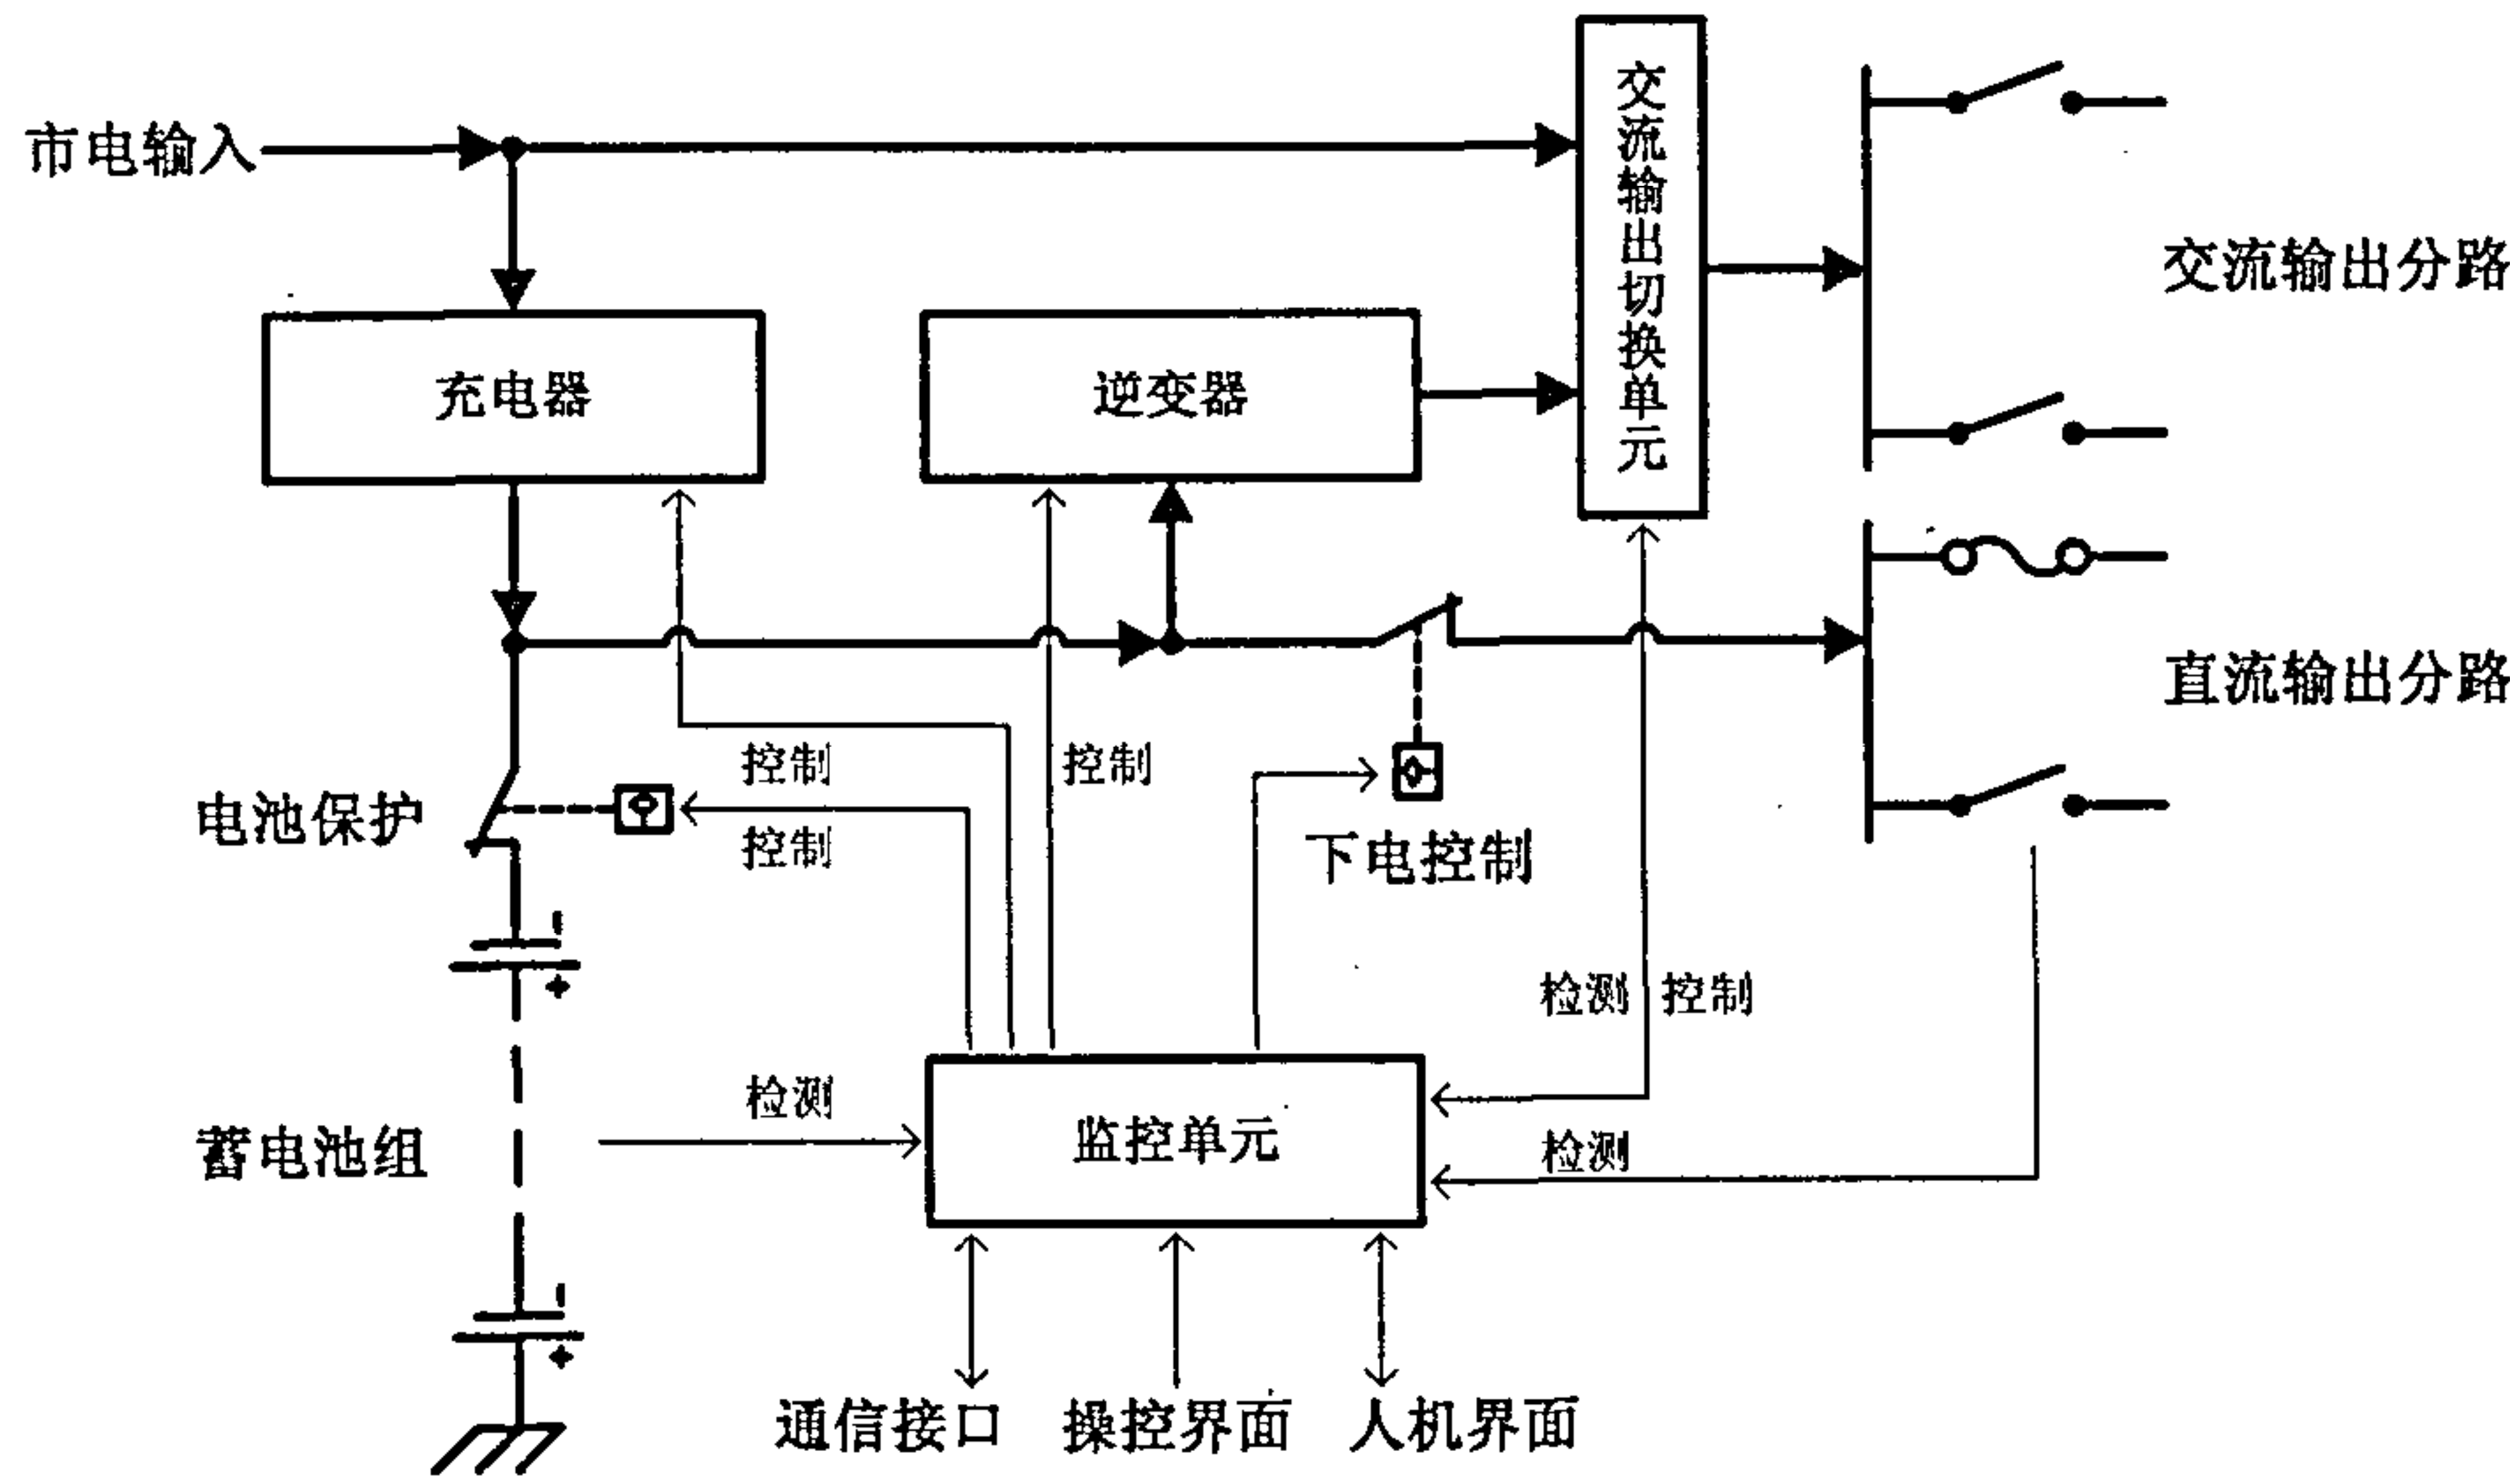 市电输入
交流输出切换单元
交流输出分路
充电器
逆变器
直流输出分路
控制
控制
电池保护
控制
下电控制
检测 控制
检测
监控单元
检测
蓄电池组
通信接口
操控界面
人机界面